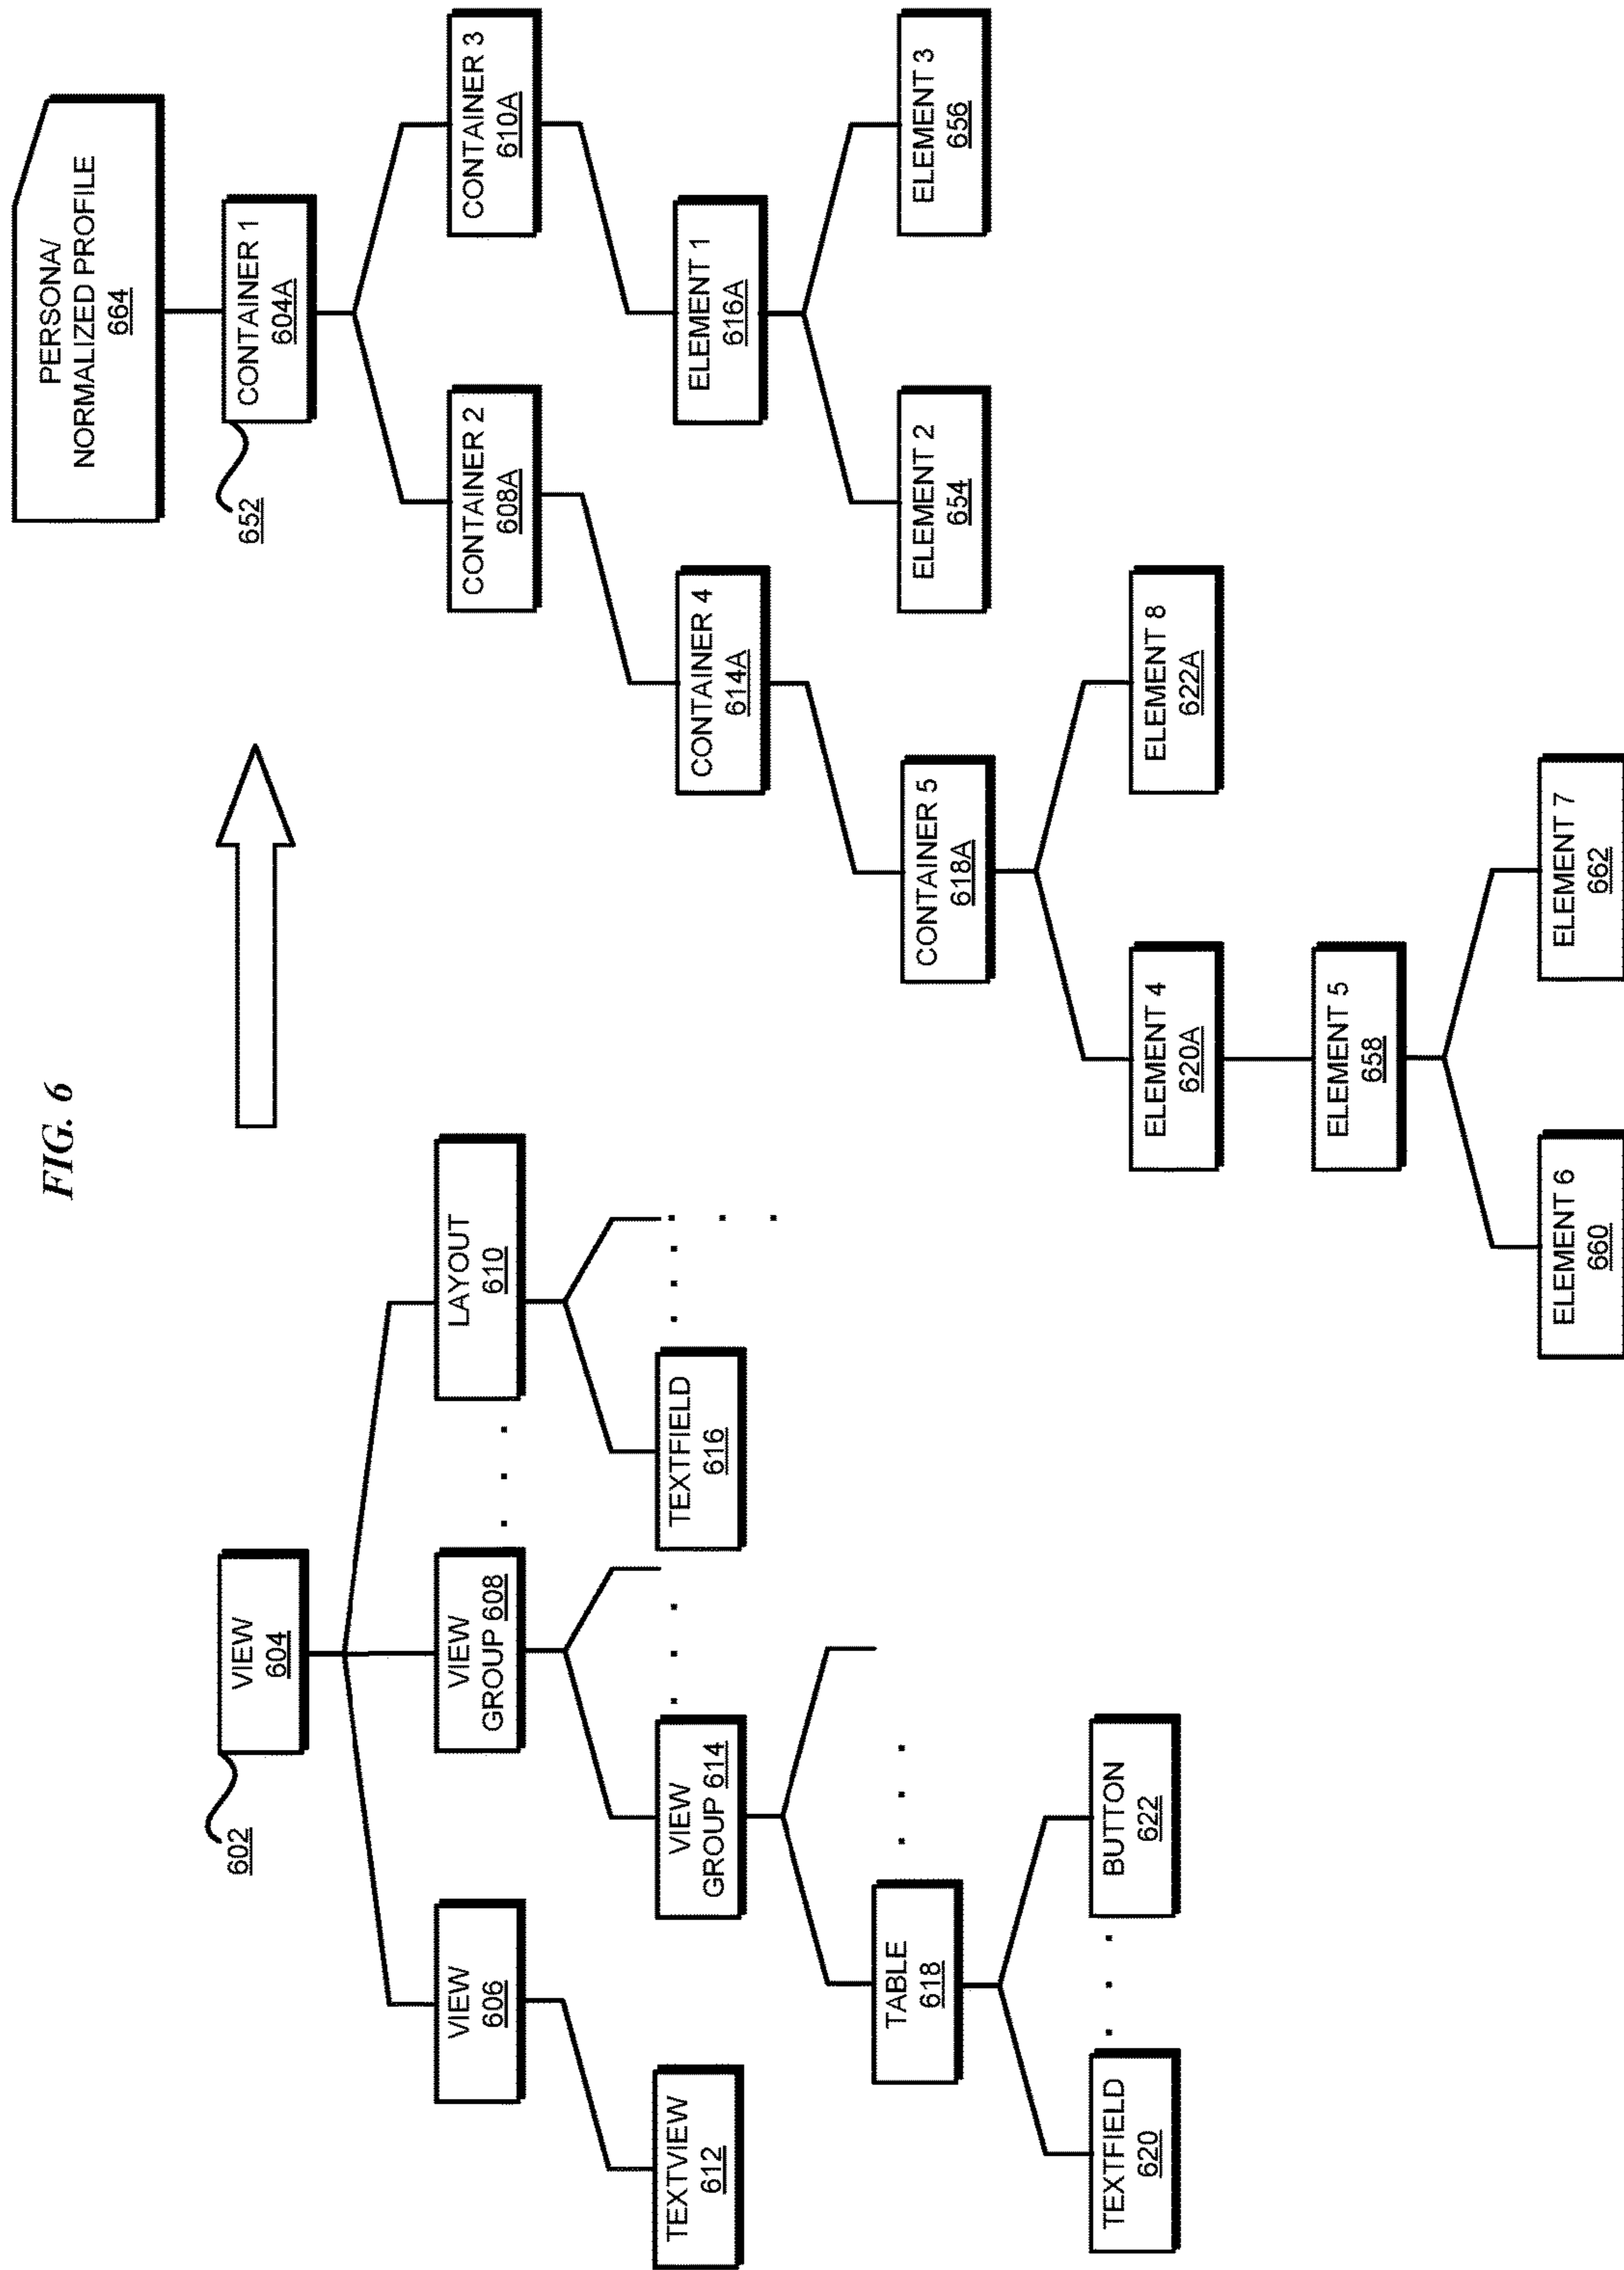 FIG. 6
VIEW
604
602
VIEW
606
VIEW
GROUP 608
LAYOUT
610
TEXTVIEW
612
VIEW
GROUP 614
TEXTFIELD
616
TABLE
618
TEXTFIELD
620
BUTTON
622
PERSONA/
NORMALIZED PROFILE
664
CONTAINER 1
604A
652
CONTAINER 2
608A
CONTAINER 3
610A
CONTAINER 4
614A
ELEMENT 1
616A
CONTAINER 5
618A
ELEMENT 2
654
ELEMENT 3
656
ELEMENT 4
620A
ELEMENT 8
622A
ELEMENT 5
658
ELEMENT 6
660
ELEMENT 7
662